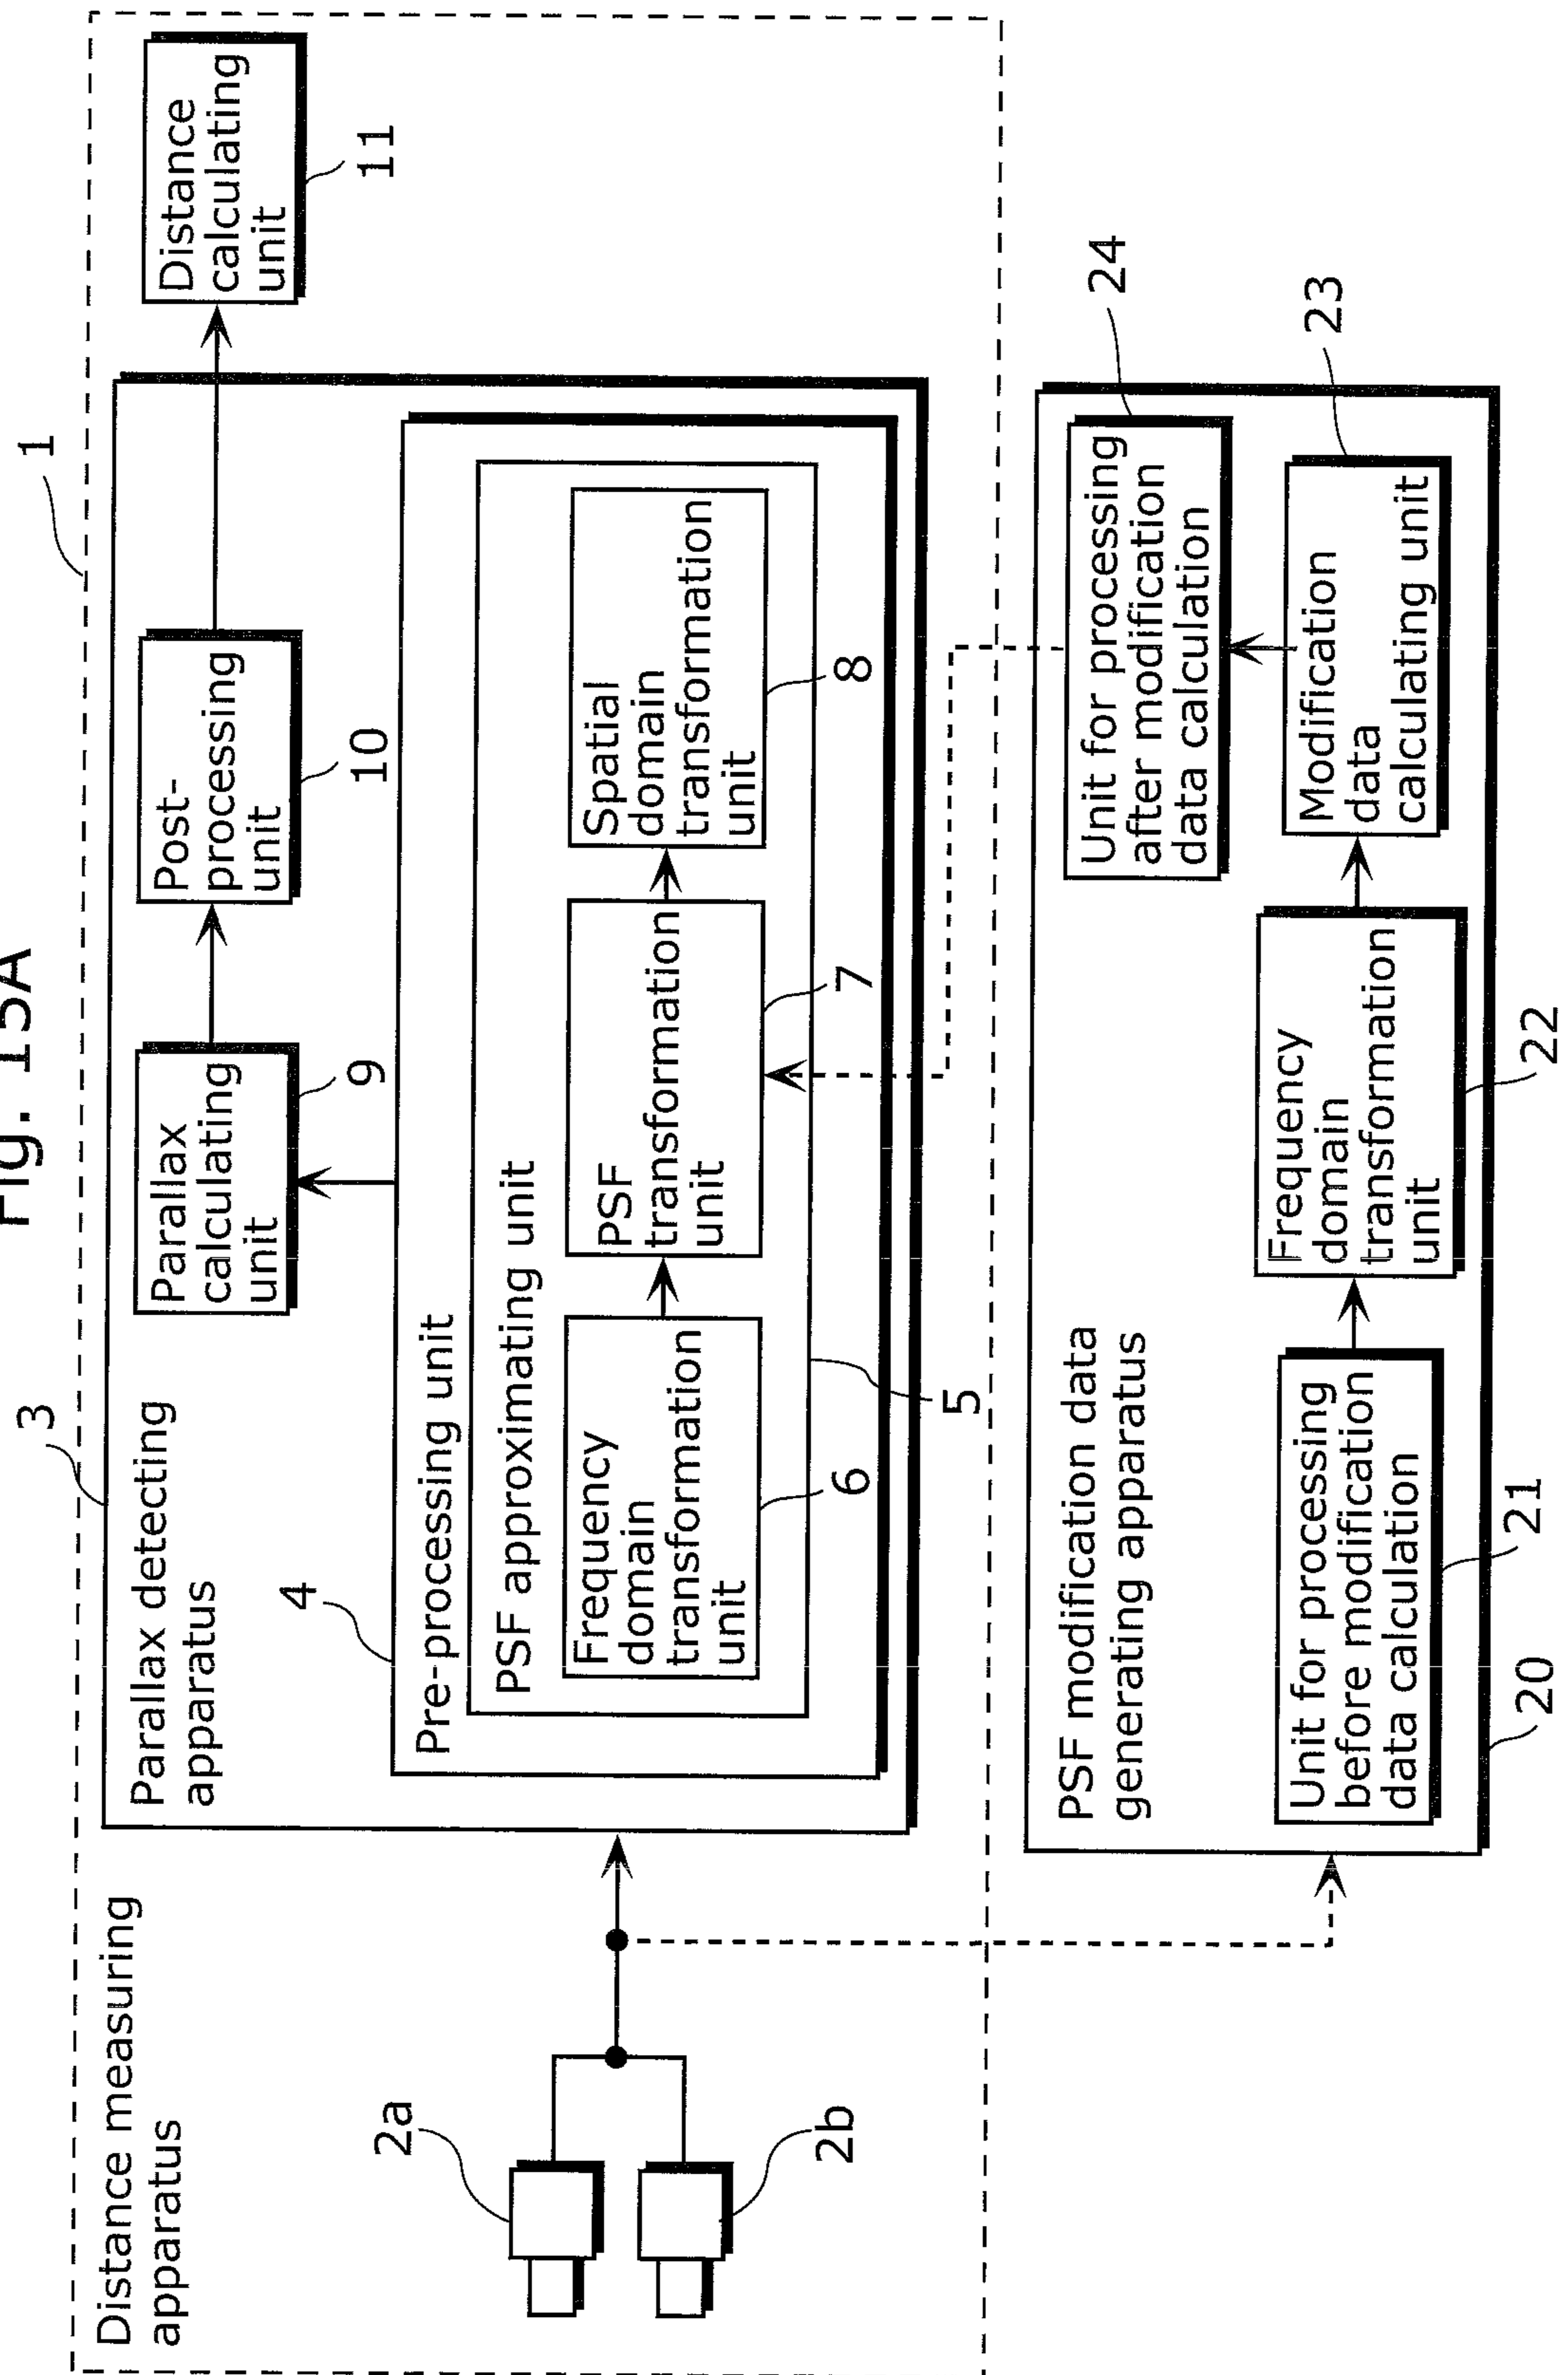 Fig. 15A
1
Distance measuring
apparatus
3
Parallax detecting
apparatus
Parallax
calculating
unit
9
Post-
processing
unit
10
Distance
calculating
unit
11
4
Pre-processing unit
PSF approximating unit
Frequency
domain
transformation
unit
6
PSF
transformation
unit
7
Spatial
domain
transformation
unit
8
5
2a
2b
PSF modification data
generating apparatus
Unit for processing
before modification
data calculation
21
20
Frequency
domain
transformation
unit
22
Modification
data
calculating unit
23
Unit for processing
after modification
data calculation
24